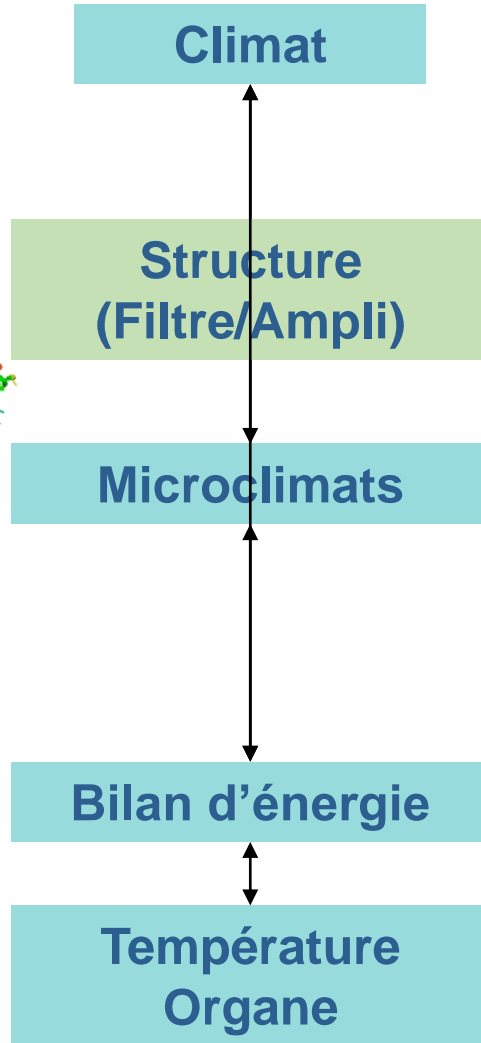 Climat
Structure
(Filtre/Ampli)
Microclimats
Bilan d’énergie
Température
Organe